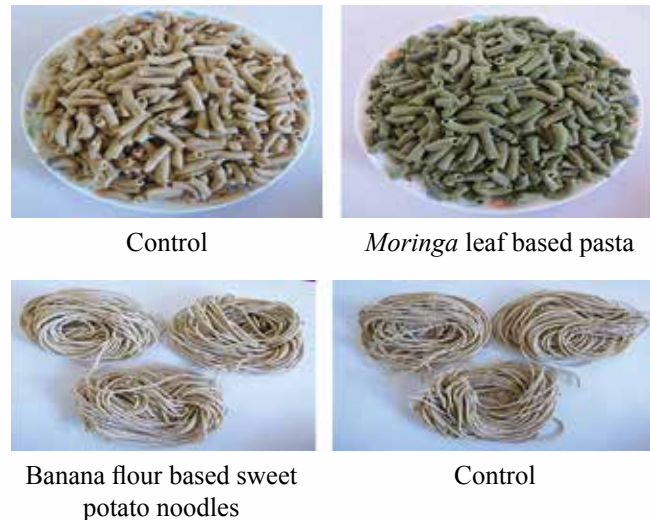 Control
Moringa leaf based pasta
Banana flour based sweet
potato noodles
Control